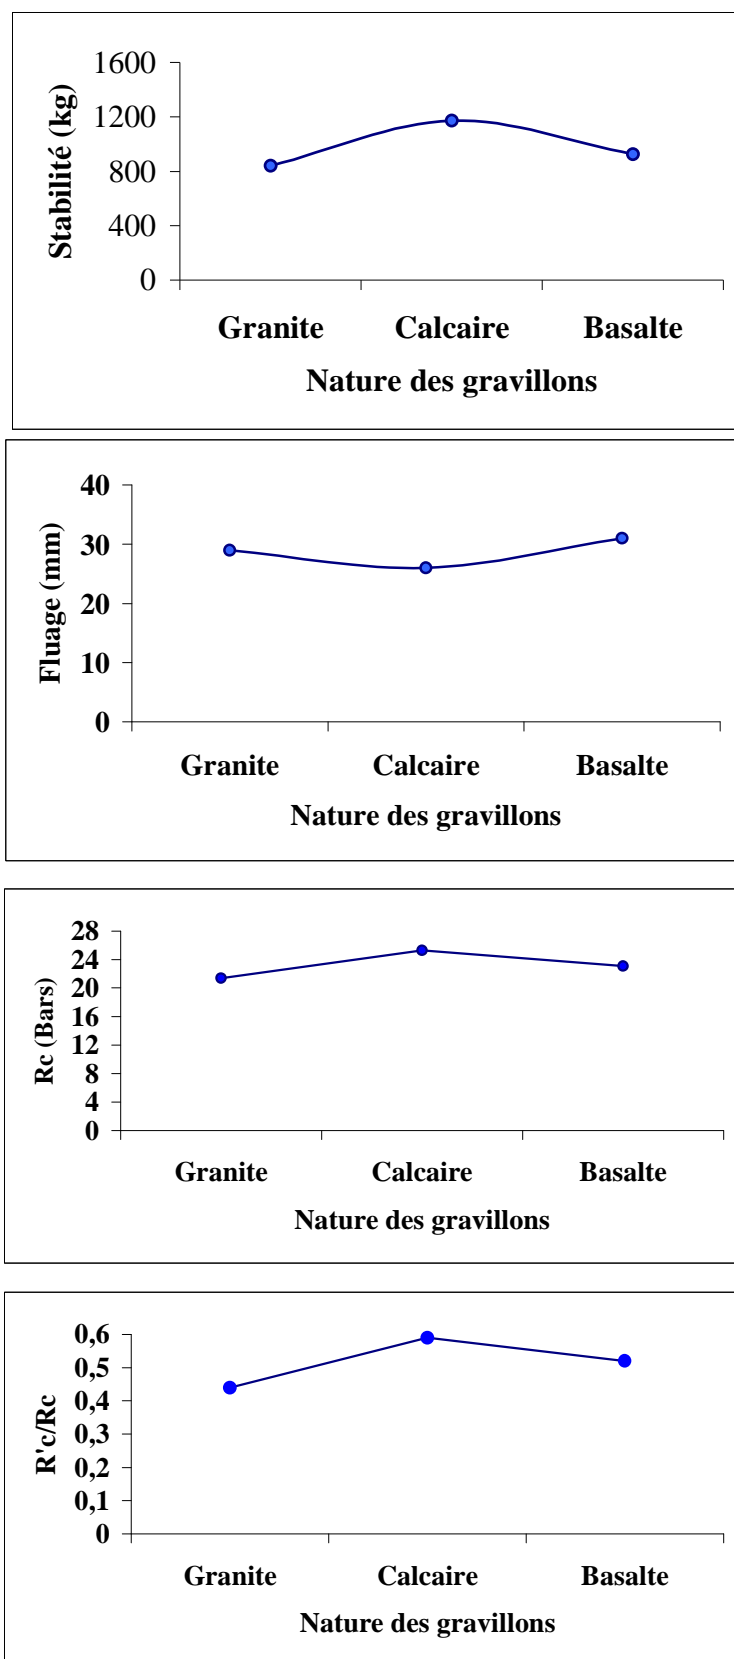 1600
1200
800
400
0
Stabilité (kg)
Granite Calcaire Basalte
Nature des gravillons
40
30
20
10
0
Fluage (mm)
Granite Calcaire Basalte
Nature des gravillons
28
24
20
16
12
8
4
0
Rc (Bars)
Granite Calcaire Basalte
Nature des gravillons
0,6
0,5
0,4
0,3
0,2
0,1
0
R'c/Rc
Granite Calcaire Basalte
Nature des gravillons